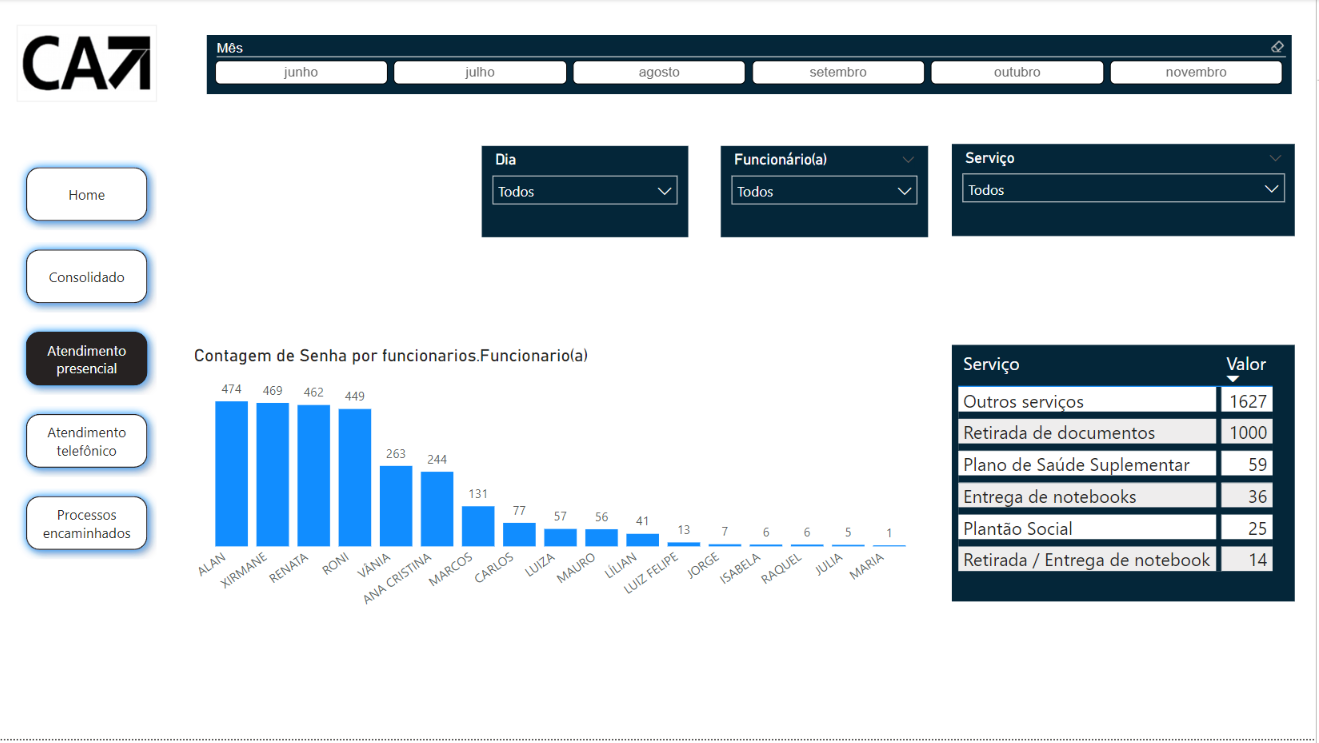 CA
Mês
junho
julho
agosto
setembro
outubro
novembro
Dia
Todos
Funcionário(a)
Todos
Serviço
Todos
Home
Consolidado
Atendimento
presencial
Atendimento
telefônico
Processos
encaminhados
Contagem de Senha por funcionarios.Funcionario(a)
474
469
462
449
263
244
131
77
57
56
41
13
7
6
6
5
1
ALAN
XIRMANE
RENATA
RONI
VÂNIA
ANA CRISTINA
MARCOS
CARLOS
LUIZA
MAURO
LÍLIAN
LUIZ FELIPE
JORGE
ISABELA
RAQUEL
JULIA
MARIA
Serviço Valor
Outros serviços 1627
Retirada de documentos 1000
Plano de Saúde Suplementar 59
Entrega de notebooks 36
Plantão Social 25
Retirada / Entrega de notebook 14